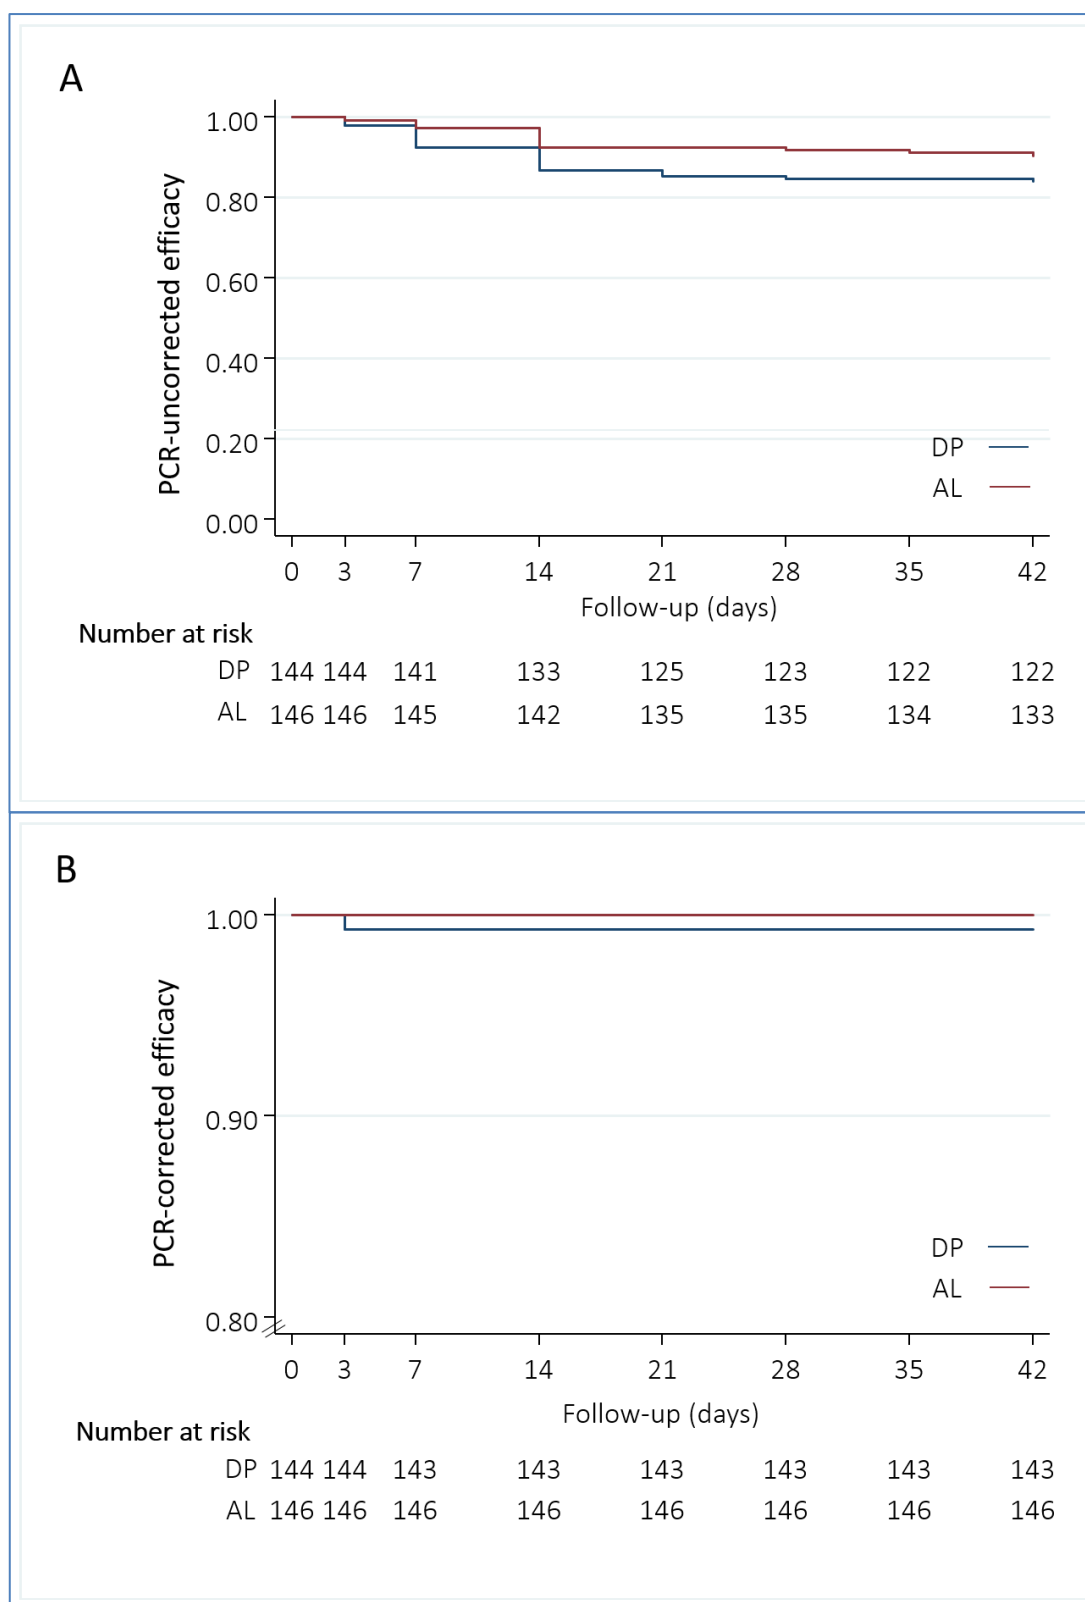 A
PCR-uncorrected efficacy
1.00
0.80
0.60
0.40
0.20
0.00
DP
AL
0 3 7 14 21 28 35 42
Follow-up (days)
Number at risk
DP 144 144 141 133 125 123 122 122
AL 146 146 145 142 135 135 134 133
B
PCR-corrected efficacy
1.00
0.90
0.80
DP
AL
0 3 7 14 21 28 35 42
Follow-up (days)
Number at risk
DP 144 144 143 143 143 143 143 143
AL 146 146 146 146 146 146 146 146